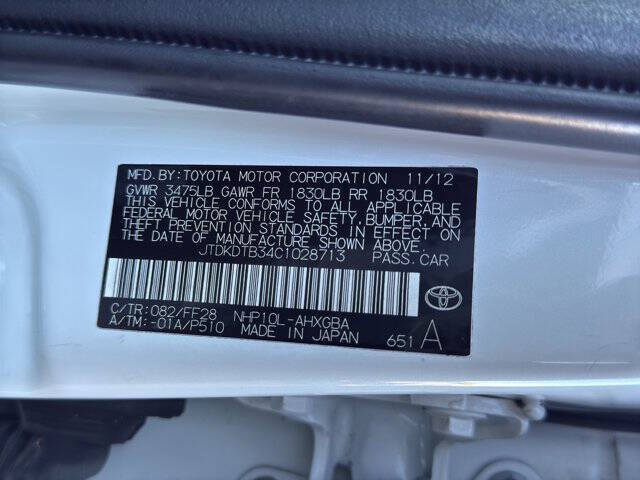 MFD.BY:TOYOTA MOTOR CORPORATION 11/12
GVWR 3475LB GAWR FR 1830LB RR 1830LB
THIS VEHICLE CONFORMS TO ALL APPLICABLE
FEDERAL MOTOR VEHICLE SAFETY,BUMPER,AND
THEFT PREVENTION STANDARDS IN EFFECT ON
THE DATE OF MANUFACTURE SHOWN ABOVE.
JTDKDTB34C1028713 PASS.CAR
C/TR:082/FF28 NHP10L-AHXGBA
A/TM:-01A/P510 MADE IN JAPAN 651 A